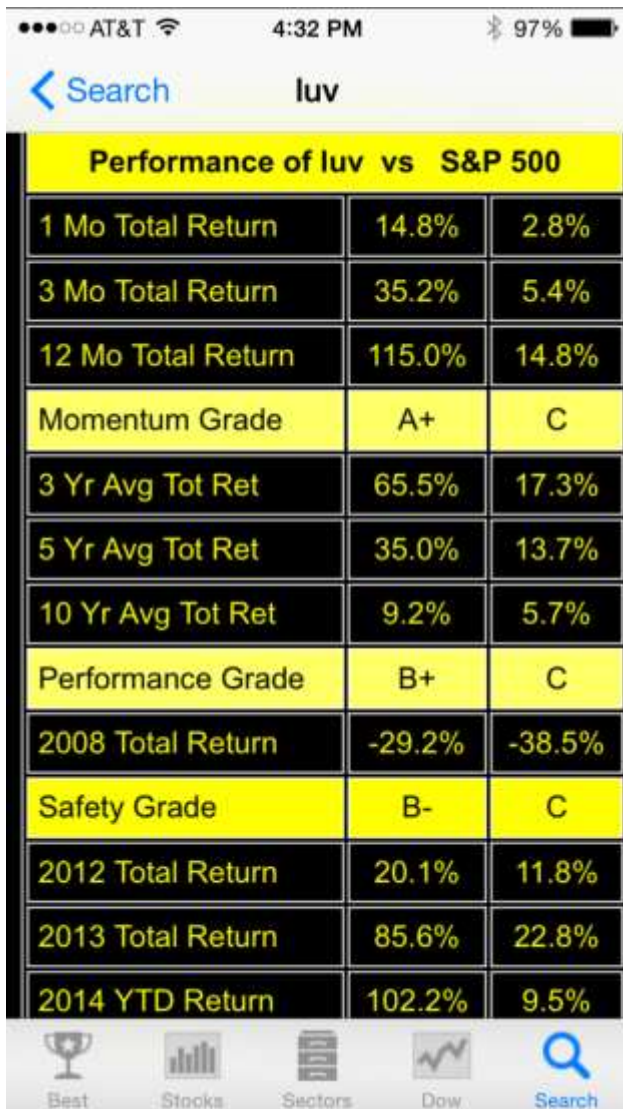 AT&T 4:32 PM 97%
Search luv
Performance of luv vs S&P 500
1 Mo Total Return 14.8% 2.8%
3 Mo Total Return 35.2% 5.4%
12 Mo Total Return 115.0% 14.8%
Momentum Grade A+ C
3 Yr Avg Tot Ret 65.5% 17.3%
5 Yr Avg Tot Ret 35.0% 13.7%
10 Yr Avg Tot Ret 9.2% 5.7%
Performance Grade B+ C
2008 Total Return -29.2% -38.5%
Safety Grade B- C
2012 Total Return 20.1% 11.8%
2013 Total Return 85.6% 22.8%
2014 YTD Return 102.2% 9.5%
Best Stocks Sectors Dow Search